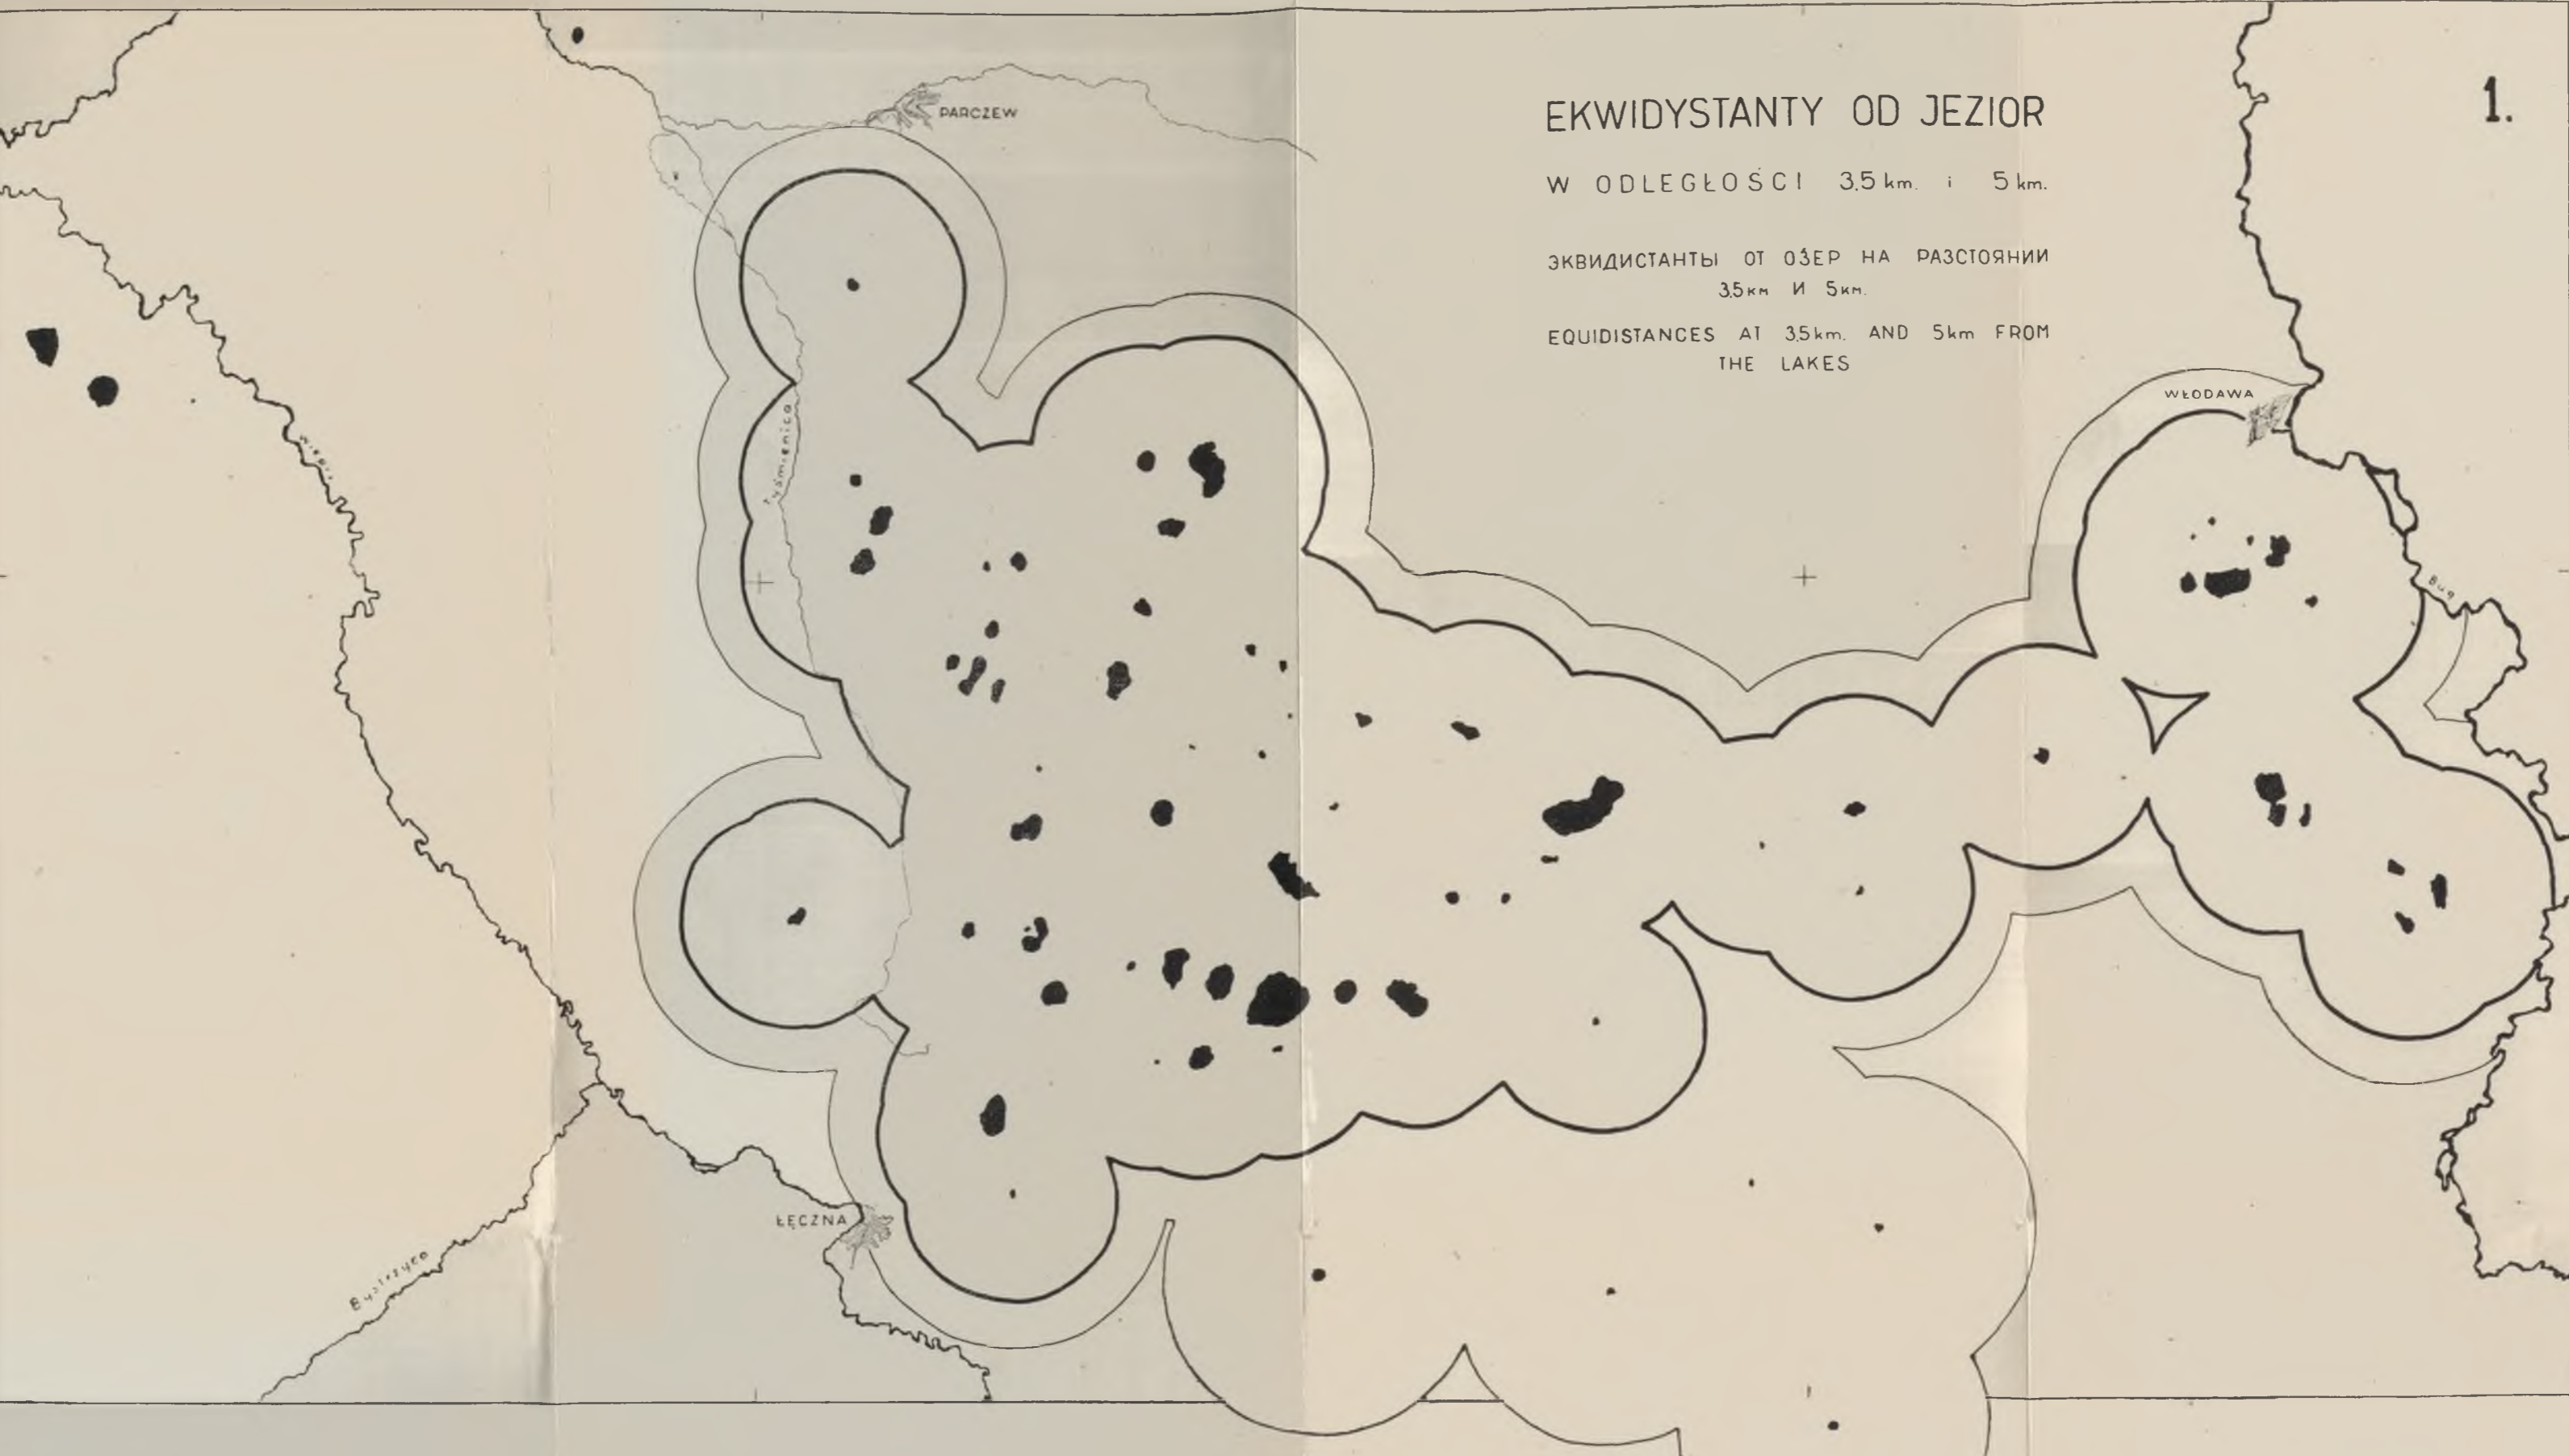 EKWIDYSTANTY OD JEZIOR
W ODLEGŁOŚCI 3.5 km. i 5 km.
ЭКВИДИСТАНТЫ ОТ ОЗЕР НА РАЗСТОЯНИИ
3.5 км И 5 км.
EQUIDISTANCES AT 3.5 km. AND 5 km FROM
THE LAKES
1.
PARCZEW
WŁODAWA
Tyśmienica
Wieprz
Bug
ŁĘCZNA
Bystrzyca